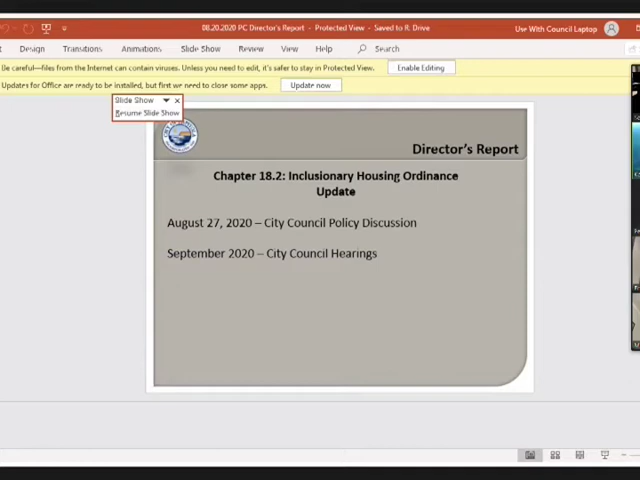 08.20.2020 PC Director's Report - Protected View - Saved to R: Drive
Use With Council Laptop
Design Transitions Animations Slide Show Review View Help Search
Be careful—files from the Internet can contain viruses. Unless you need to edit, it's safer to stay in Protected View. Enable Editing
Updates for Office are ready to be installed, but first we need to close some apps. Update now
Slide Show
Resume Slide Show
Director's Report
Chapter 18.2: Inclusionary Housing Ordinance
Update
August 27, 2020 – City Council Policy Discussion
September 2020 – City Council Hearings